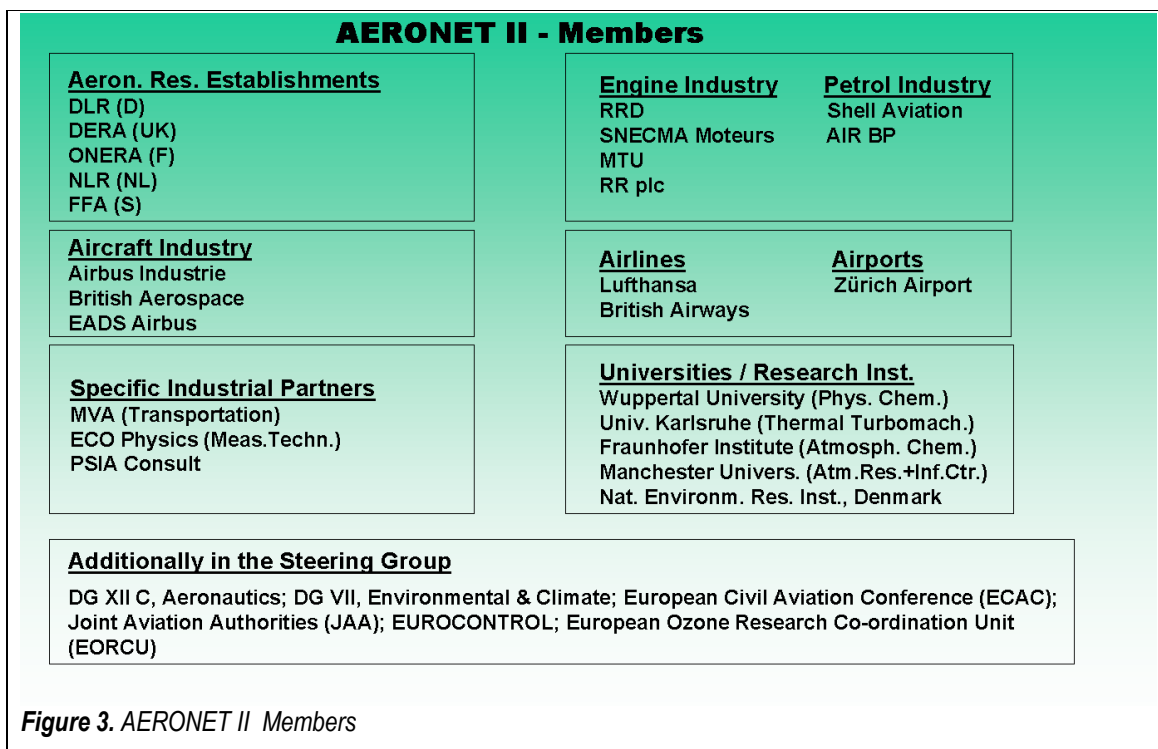 AERONET II - Members
Aeron. Res. Establishments
DLR (D)
DERA (UK)
ONERA (F)
NLR (NL)
FFA (S)
Engine Industry
RRD
SNECMA Moteurs
MTU
RR plc
Petrol Industry
Shell Aviation
AIR BP
Aircraft Industry
Airbus Industrie
British Aerospace
EADS Airbus
Airlines
Lufthansa
British Airways
Airports
Zürich Airport
Specific Industrial Partners
MVA (Transportation)
ECO Physics (Meas.Techn.)
PSIA Consult
Universities / Research Inst.
Wuppertal University (Phys. Chem.)
Univ. Karlsruhe (Thermal Turbomach.)
Fraunhofer Institute (Atmosph. Chem.)
Manchester Univers. (Atm.Res.+Inf.Ctr.)
Nat. Environm. Res. Inst., Denmark
Additionally in the Steering Group
DG XII C, Aeronautics; DG VII, Environmental & Climate; European Civil Aviation Conference (ECAC);
Joint Aviation Authorities (JAA); EUROCONTROL; European Ozone Research Co-ordination Unit
(EORCU)
Figure 3. AERONET II Members